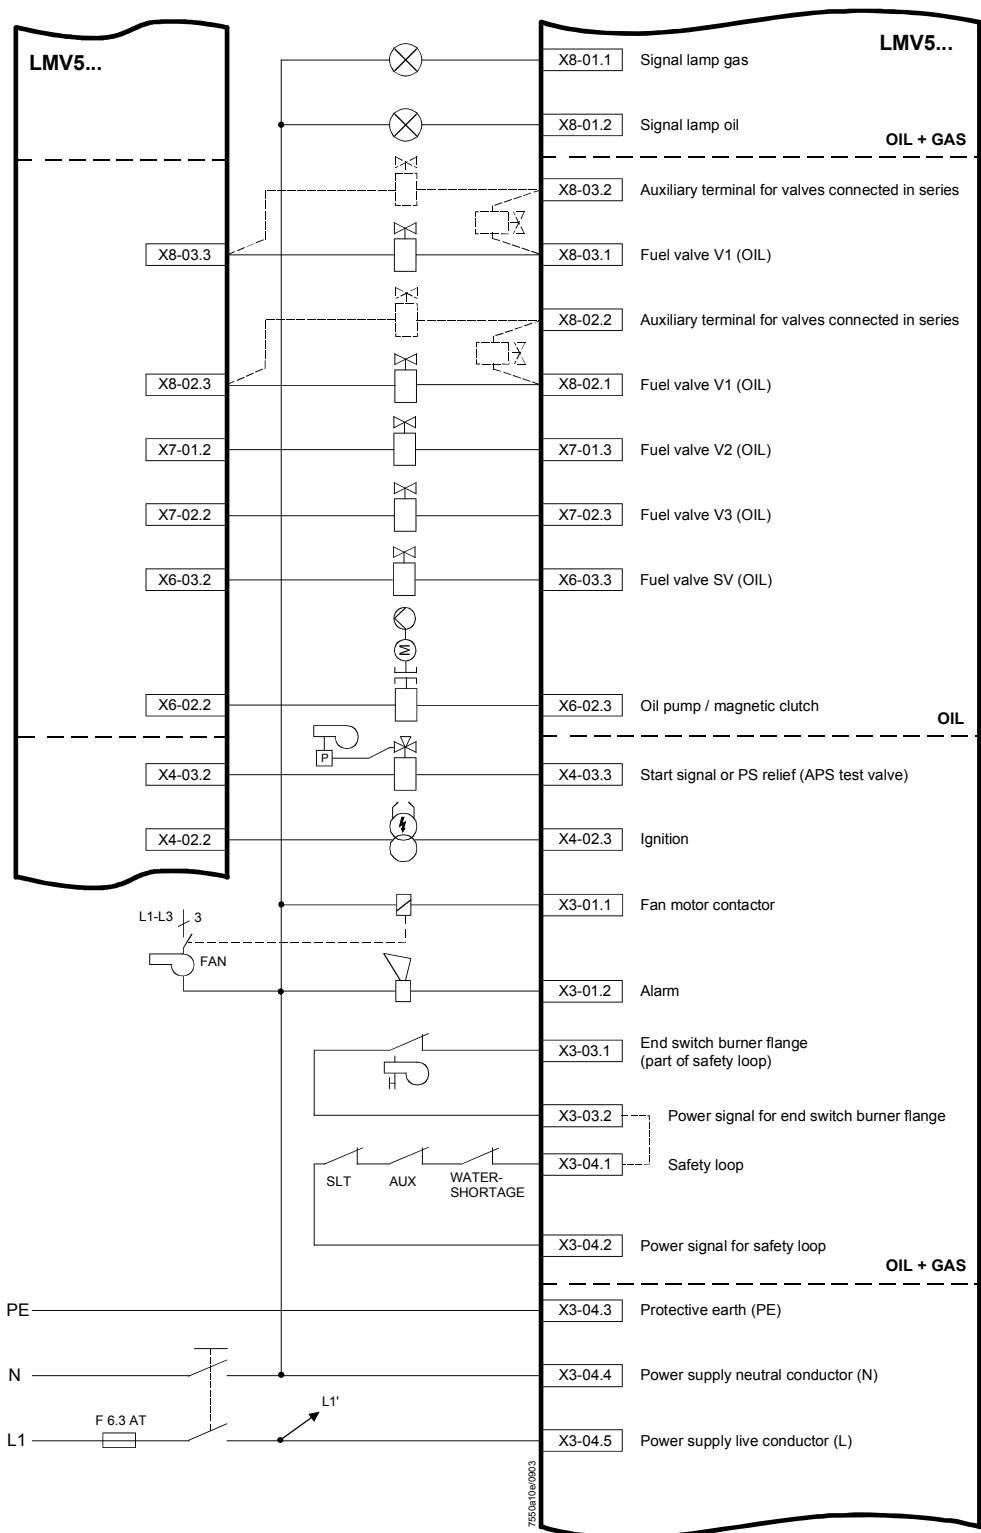 LMV5...
LMV5...
X8-01.1 Signal lamp gas
X8-01.2 Signal lamp oil
OIL + GAS
X8-03.2 Auxiliary terminal for valves connected in series
X8-03.3 X8-03.1 Fuel valve V1 (OIL)
X8-02.2 Auxiliary terminal for valves connected in series
X8-02.3 X8-02.1 Fuel valve V1 (OIL)
X7-01.2 X7-01.3 Fuel valve V2 (OIL)
X7-02.2 X7-02.3 Fuel valve V3 (OIL)
X6-03.2 X6-03.3 Fuel valve SV (OIL)
M
X6-02.2 X6-02.3 Oil pump / magnetic clutch
OIL
P
X4-03.2 X4-03.3 Start signal or PS relief (APS test valve)
X4-02.2 X4-02.3 Ignition
X3-01.1 Fan motor contactor
L1-L3 3
FAN
X3-01.2 Alarm
X3-03.1 End switch burner flange
(part of safety loop)
X3-03.2 Power signal for end switch burner flange
X3-04.1 Safety loop
SLT AUX WATER-
SHORTAGE
X3-04.2 Power signal for safety loop
OIL + GAS
PE X3-04.3 Protective earth (PE)
N X3-04.4 Power supply neutral conductor (N)
L1'
F 6.3 AT
L1 X3-04.5 Power supply live conductor (L)
7550a10e/0903